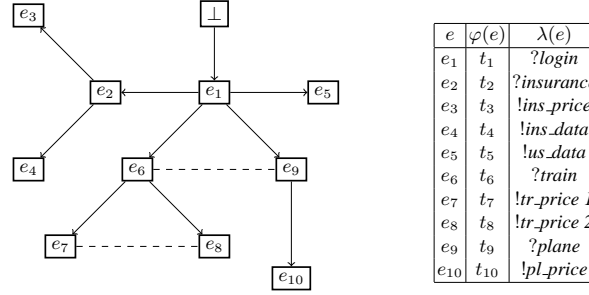 e3
⊥
e2
e1
e5
e4
e6
e9
e7
e8
e10
e φ(e) λ(e)
e1 t1 ?login
e2 t2 ?insurance
e3 t3 !ins_price
e4 t4 !ins_data
e5 t5 !us_data
e6 t6 ?train
e7 t7 !tr_price 1
e8 t8 !tr_price 2
e9 t9 ?plane
e10 t10 !pl_price